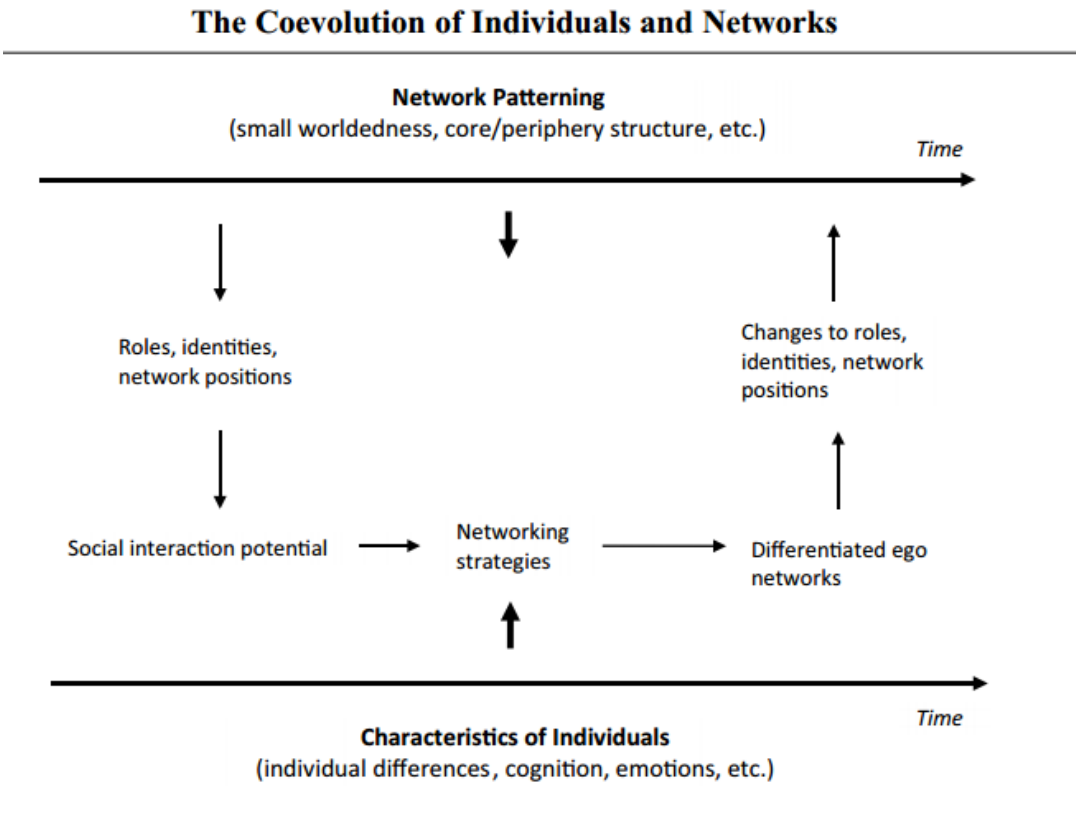 The Coevolution of Individuals and Networks
Network Patterning
(small worldedness, core/periphery structure, etc.)
Time
Roles, identities,
network positions
Changes to roles,
identities, network
positions
Social interaction potential
Networking
strategies
Differentiated ego
networks
Time
Characteristics of Individuals
(individual differences, cognition, emotions, etc.)